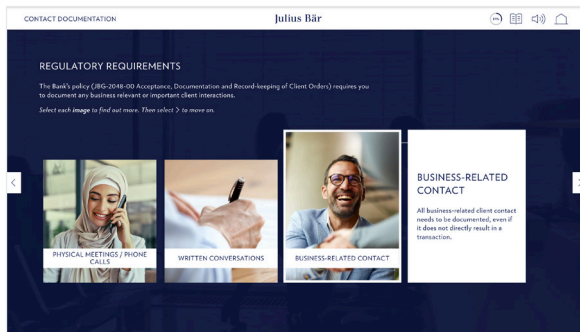 CONTACT DOCUMENTATION
Julius Bär
REGULATORY REQUIREMENTS
The Bank's policy (JBG-2048-00 Acceptance, Documentation and Record-keeping of Client Orders) requires you
to document any business relevant or important client interactions.
Select each image to find out more. Then select > to move on.
PHYSICAL MEETINGS / PHONE
CALLS
WRITTEN CONVERSATIONS
BUSINESS-RELATED CONTACT
BUSINESS-RELATED
CONTACT
All business-related client contact
needs to be documented, even if
it does not directly result in a
transaction.